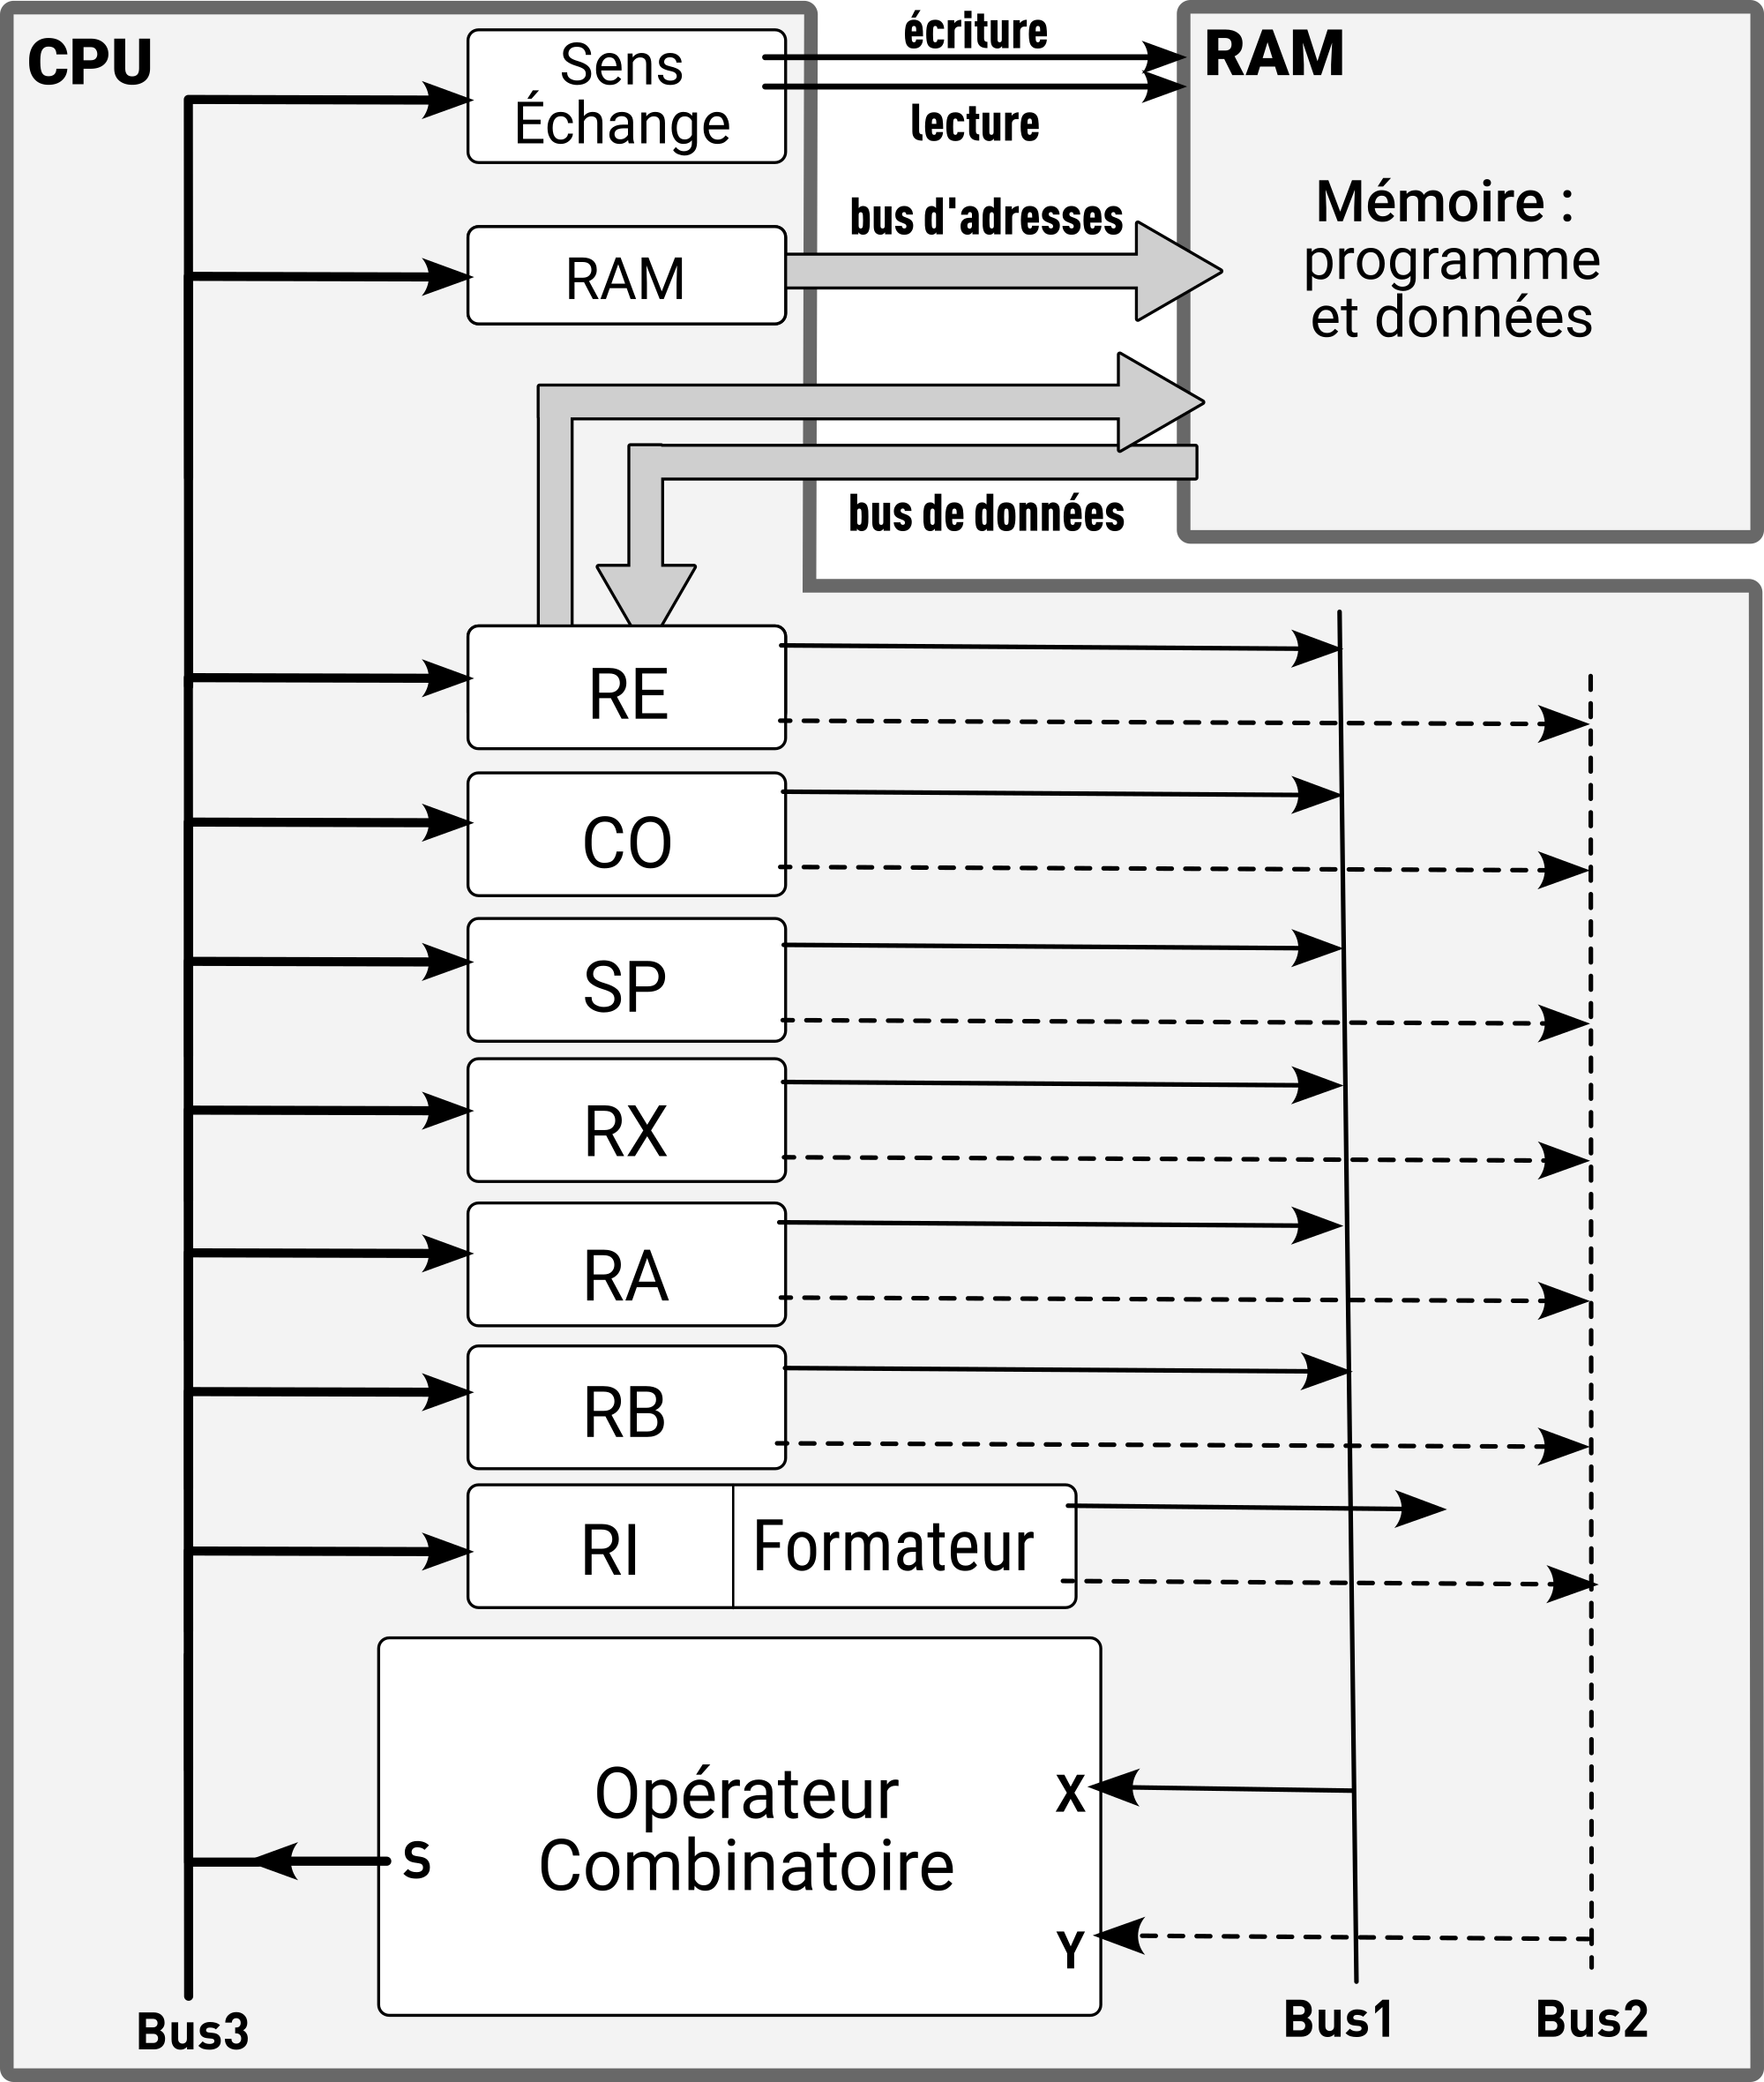 CPU
Sens
Échange
écriture
lecture
RAM
Mémoire :
programme
et données
bus d'adresses
RAM
bus de données
RE
CO
SP
RX
RA
RB
RI
Formateur
Opérateur
Combinatoire
X
S
Y
Bus3
Bus1
Bus2